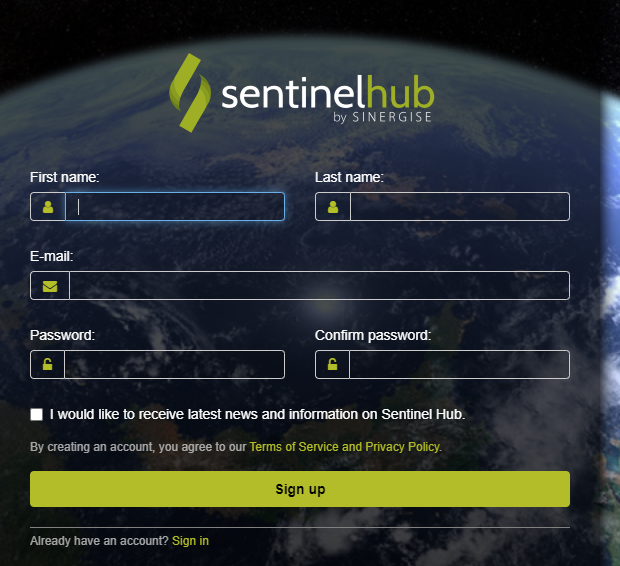 sentinelhub
by SINERGISE
First name: Last name:
E-mail:
Password: Confirm password:
I would like to receive latest news and information on Sentinel Hub.
By creating an account, you agree to our Terms of Service and Privacy Policy.
Sign up
Already have an account? Sign in